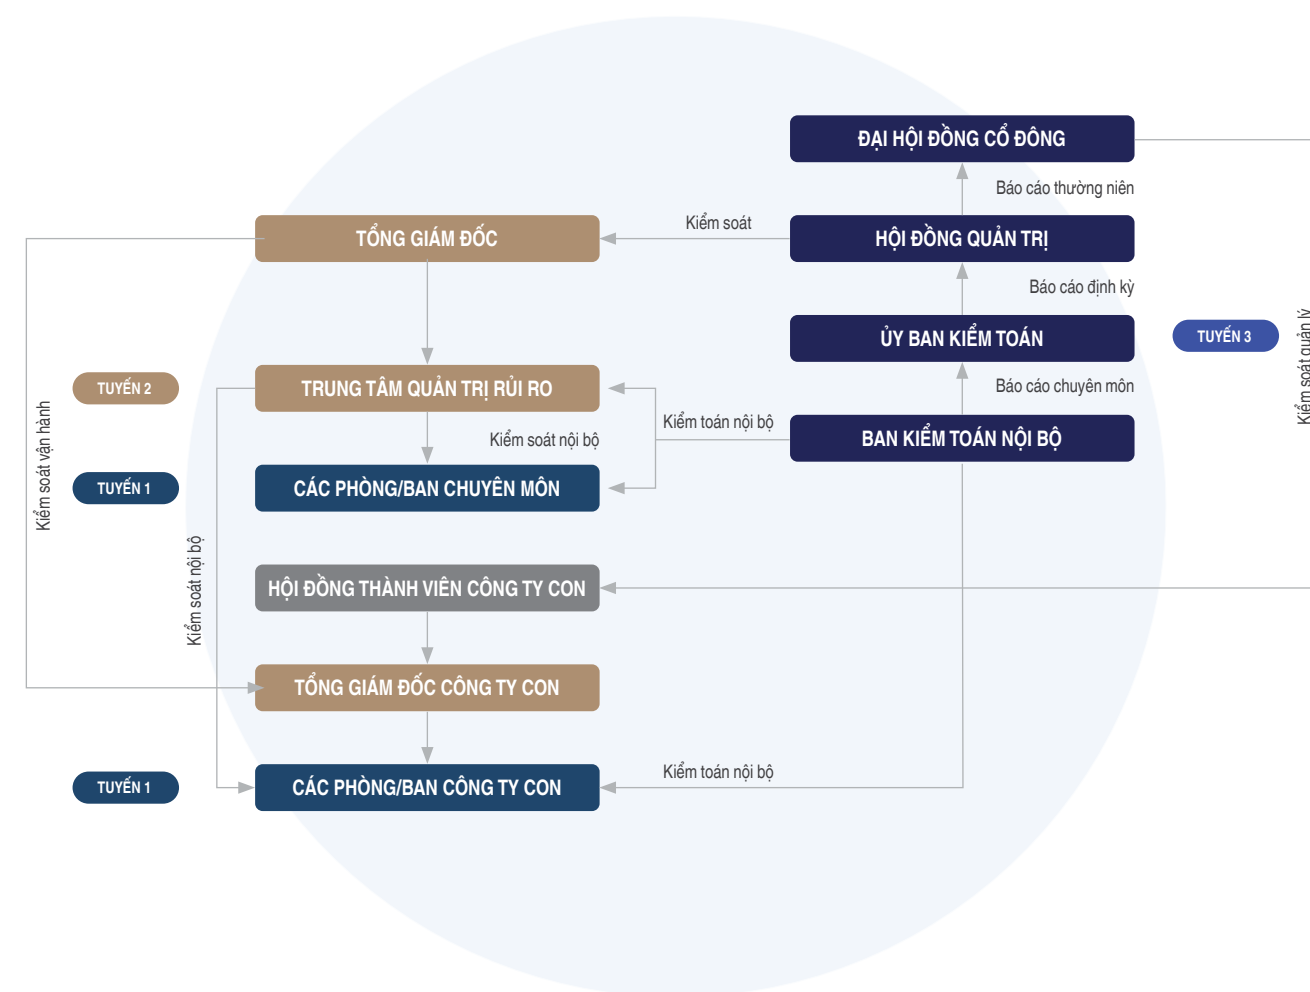 ĐẠI HỘI ĐỒNG CỔ ĐÔNG
Báo cáo thường niên
TỔNG GIÁM ĐỐC
Kiểm soát
HỘI ĐỒNG QUẢN TRỊ
Báo cáo định kỳ
ỦY BAN KIỂM TOÁN
TUYẾN 3
Kiểm soát quản lý
TUYẾN 2
TRUNG TÂM QUẢN TRỊ RỦI RO
Báo cáo chuyên môn
Kiểm toán nội bộ
Kiểm soát nội bộ
BAN KIỂM TOÁN NỘI BỘ
Kiểm soát vận hành
TUYẾN 1
CÁC PHÒNG/BAN CHUYÊN MÔN
Kiểm soát nội bộ
HỘI ĐỒNG THÀNH VIÊN CÔNG TY CON
TỔNG GIÁM ĐỐC CÔNG TY CON
TUYẾN 1
CÁC PHÒNG/BAN CÔNG TY CON
Kiểm toán nội bộ